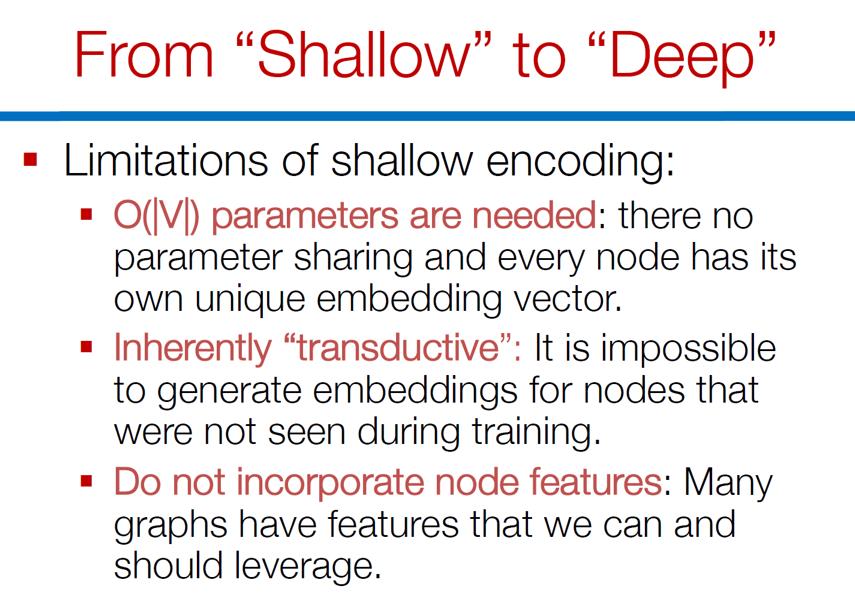 From “Shallow” to “Deep”
▪ Limitations of shallow encoding:
▪ O(|V|) parameters are needed: there no
parameter sharing and every node has its
own unique embedding vector.
▪ Inherently “transductive”: It is impossible
to generate embeddings for nodes that
were not seen during training.
▪ Do not incorporate node features: Many
graphs have features that we can and
should leverage.